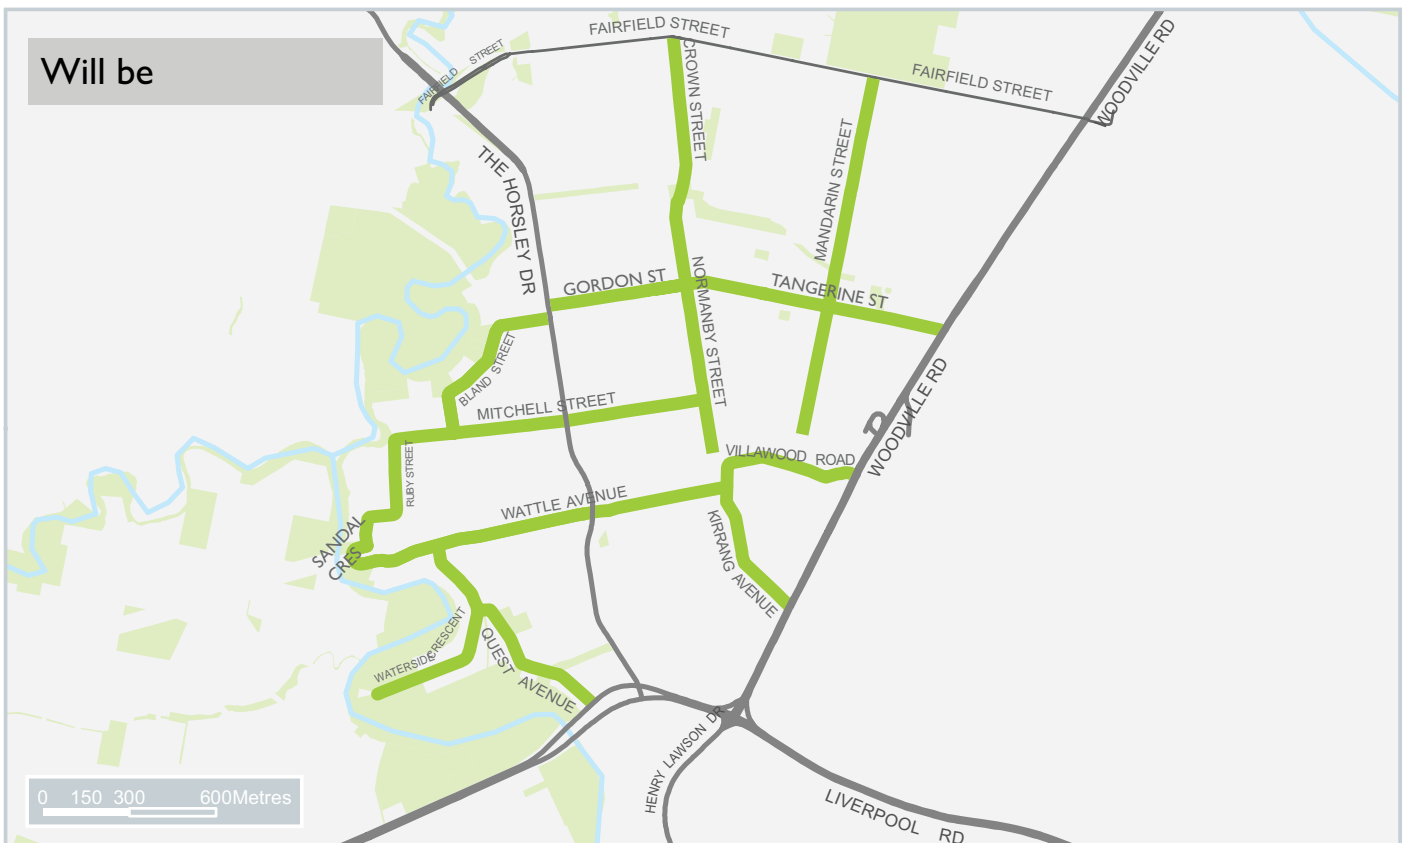 Will be
FAIRFIELD STREET
FAIRFIELD STREET
FAIRFIELD STREET
WOODVILLE RD
CROWN STREET
MANDARIN STREET
THE HORSLEY DR
GORDON ST
NORMANBY STREET
TANGERINE ST
BLAND STREET
MITCHELL STREET
WOODVILLE RD
RUBY STREET
VILLAWOOD ROAD
WATTLE AVENUE
SANDAL
CRES
KIRRANG AVENUE
WATERSIDE CRESCENT
QUEST AVENUE
HENRY LAWSON DR
LIVERPOOL RD
0 150 300 600Metres